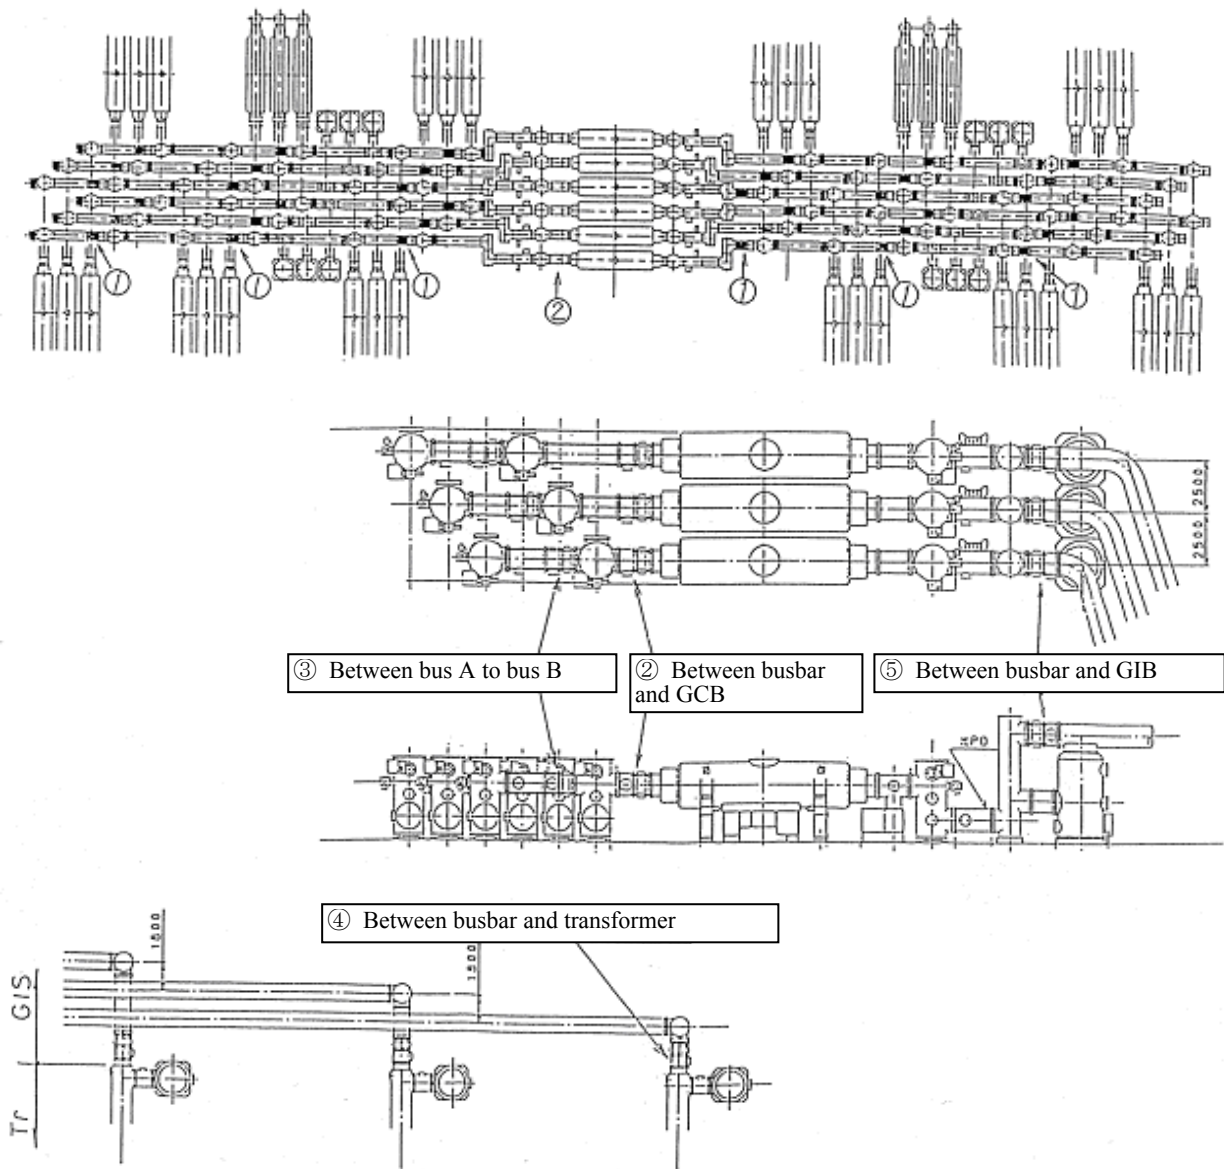 ① ① ① ② ① ① ①
2500 2500
③ Between bus A to bus B
② Between busbar
and GCB
⑤ Between busbar and GIB
④ Between busbar and transformer
1500
1500
GIS
Tr